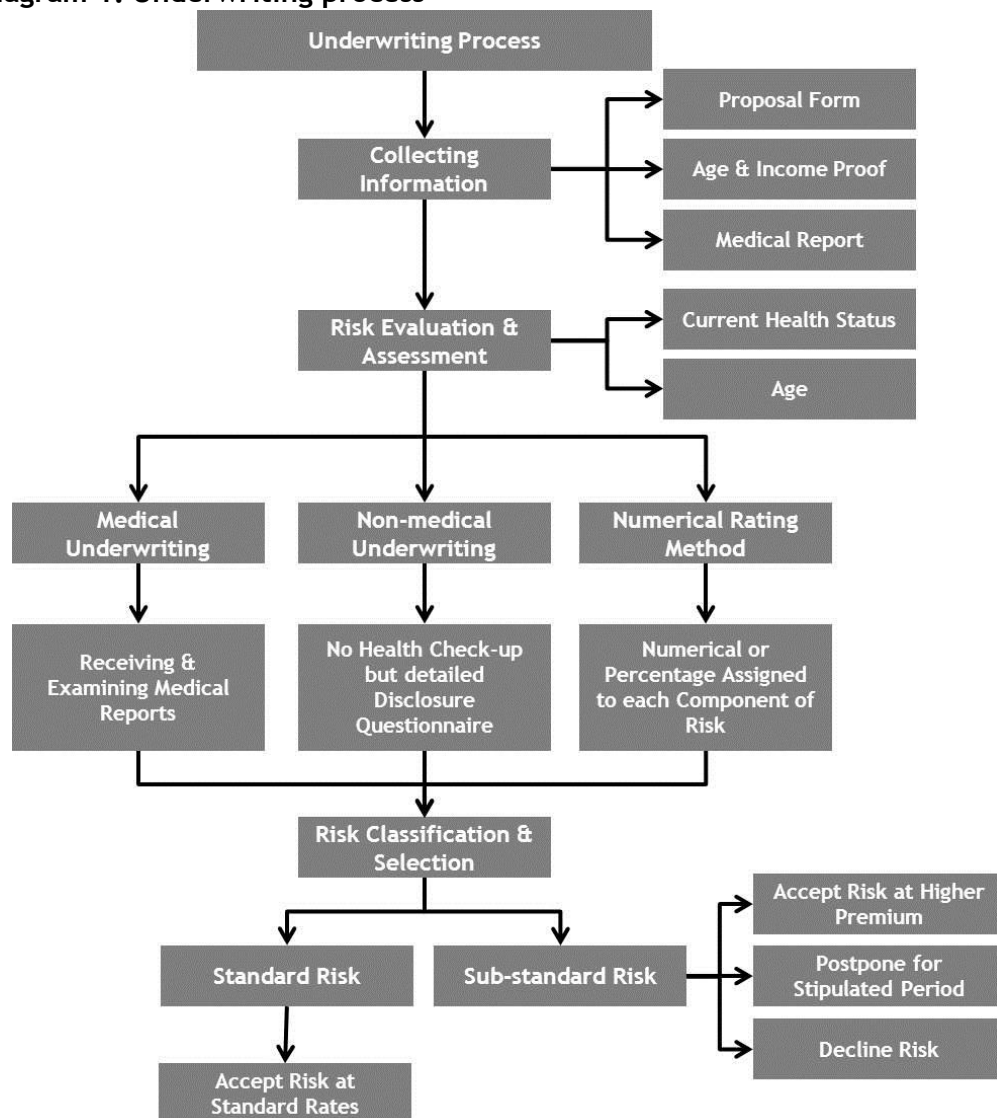 Underwriting process
Underwriting Process
Collecting
Information
Proposal Form
Age & Income Proof
Medical Report
Risk Evaluation &
Assessment
Current Health Status
Age
Medical
Underwriting
Non-medical
Underwriting
Numerical Rating
Method
Receiving &
Examining Medical
Reports
No Health Check-up
but detailed
Disclosure
Questionnaire
Numerical or
Percentage Assigned
to each Component of
Risk
Risk Classification &
Selection
Standard Risk
Sub-standard Risk
Accept Risk at Higher
Premium
Postpone for
Stipulated Period
Decline Risk
Accept Risk at
Standard Rates